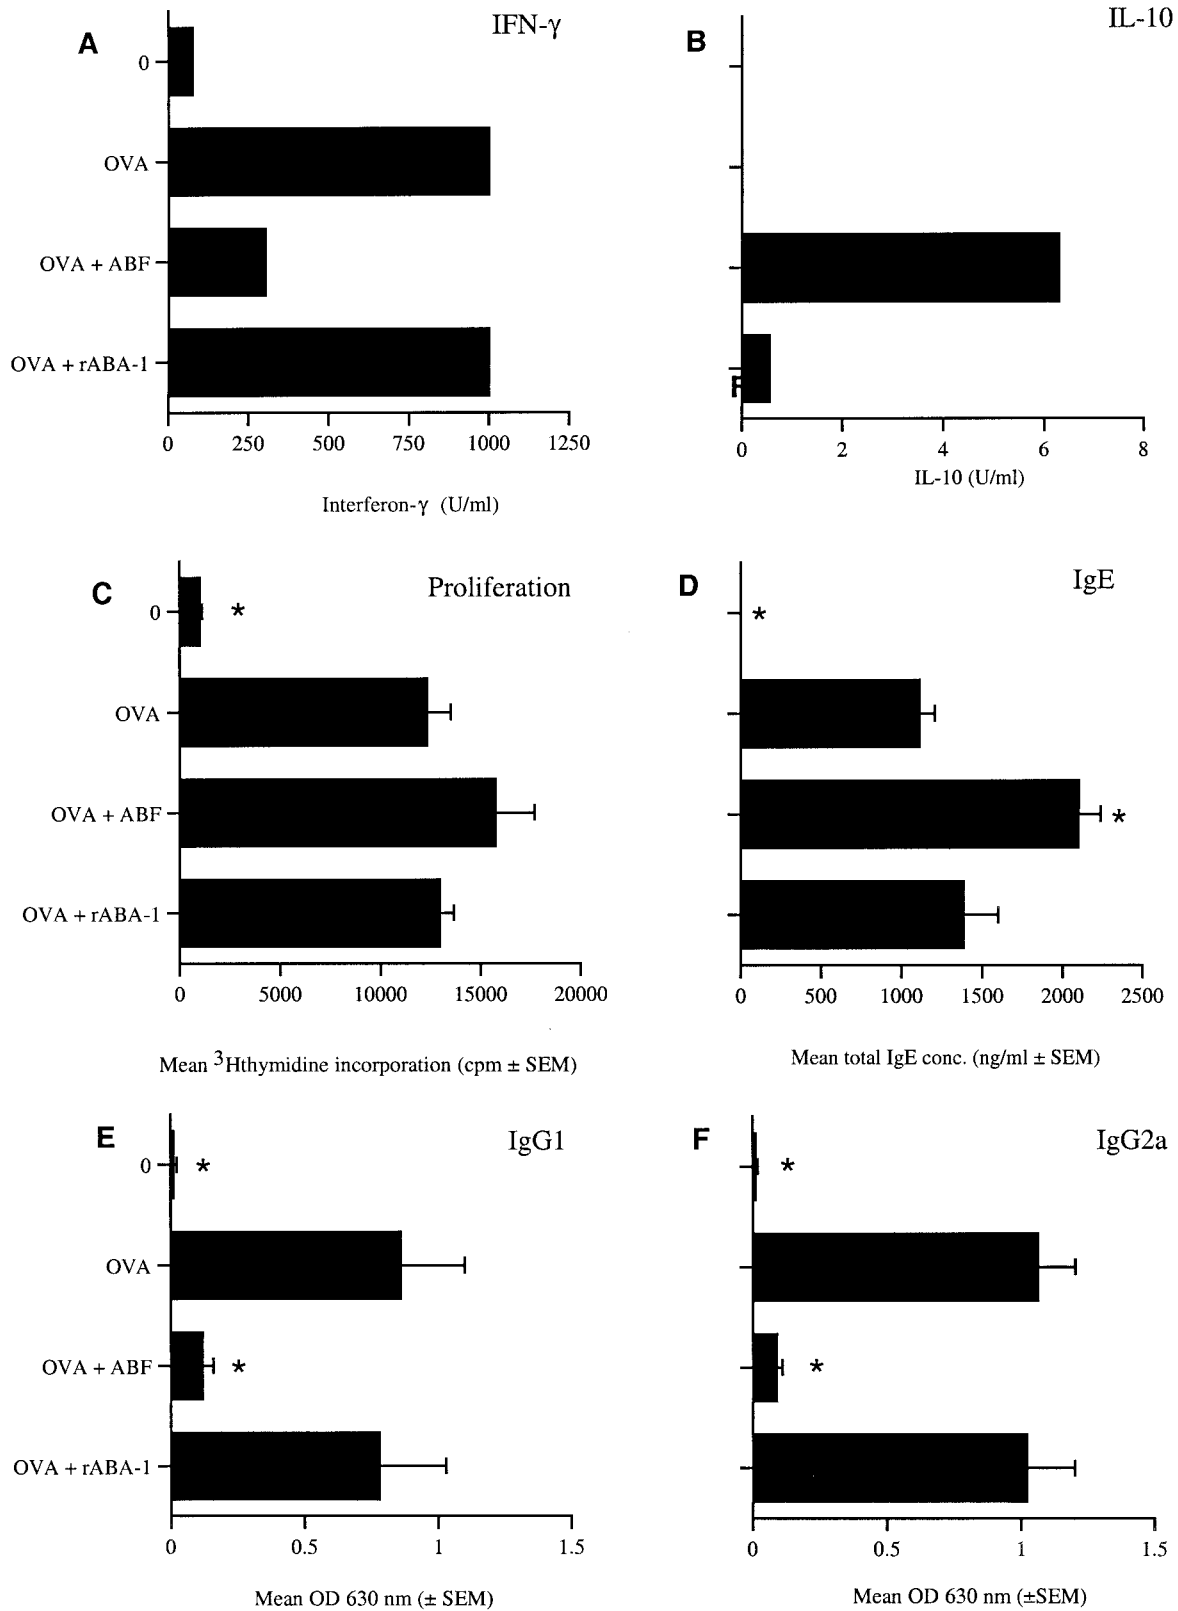 A
IFN-γ
0
OVA
OVA + ABF
OVA + rABA-1
0 250 500 750 1000 1250
Interferon-γ (U/ml)
B
IL-10
0 2 4 6 8
IL-10 (U/ml)
C
Proliferation
0
*
OVA
OVA + ABF
OVA + rABA-1
0 5000 10000 15000 20000
Mean ³Hthymidine incorporation (cpm ± SEM)
D
IgE
*
*
0 500 1000 1500 2000 2500
Mean total IgE conc. (ng/ml ± SEM)
E
IgG1
0
*
OVA
OVA + ABF
*
OVA + rABA-1
0 0.5 1 1.5
Mean OD 630 nm (± SEM)
F
IgG2a
*
*
0 0.5 1 1.5
Mean OD 630 nm (±SEM)